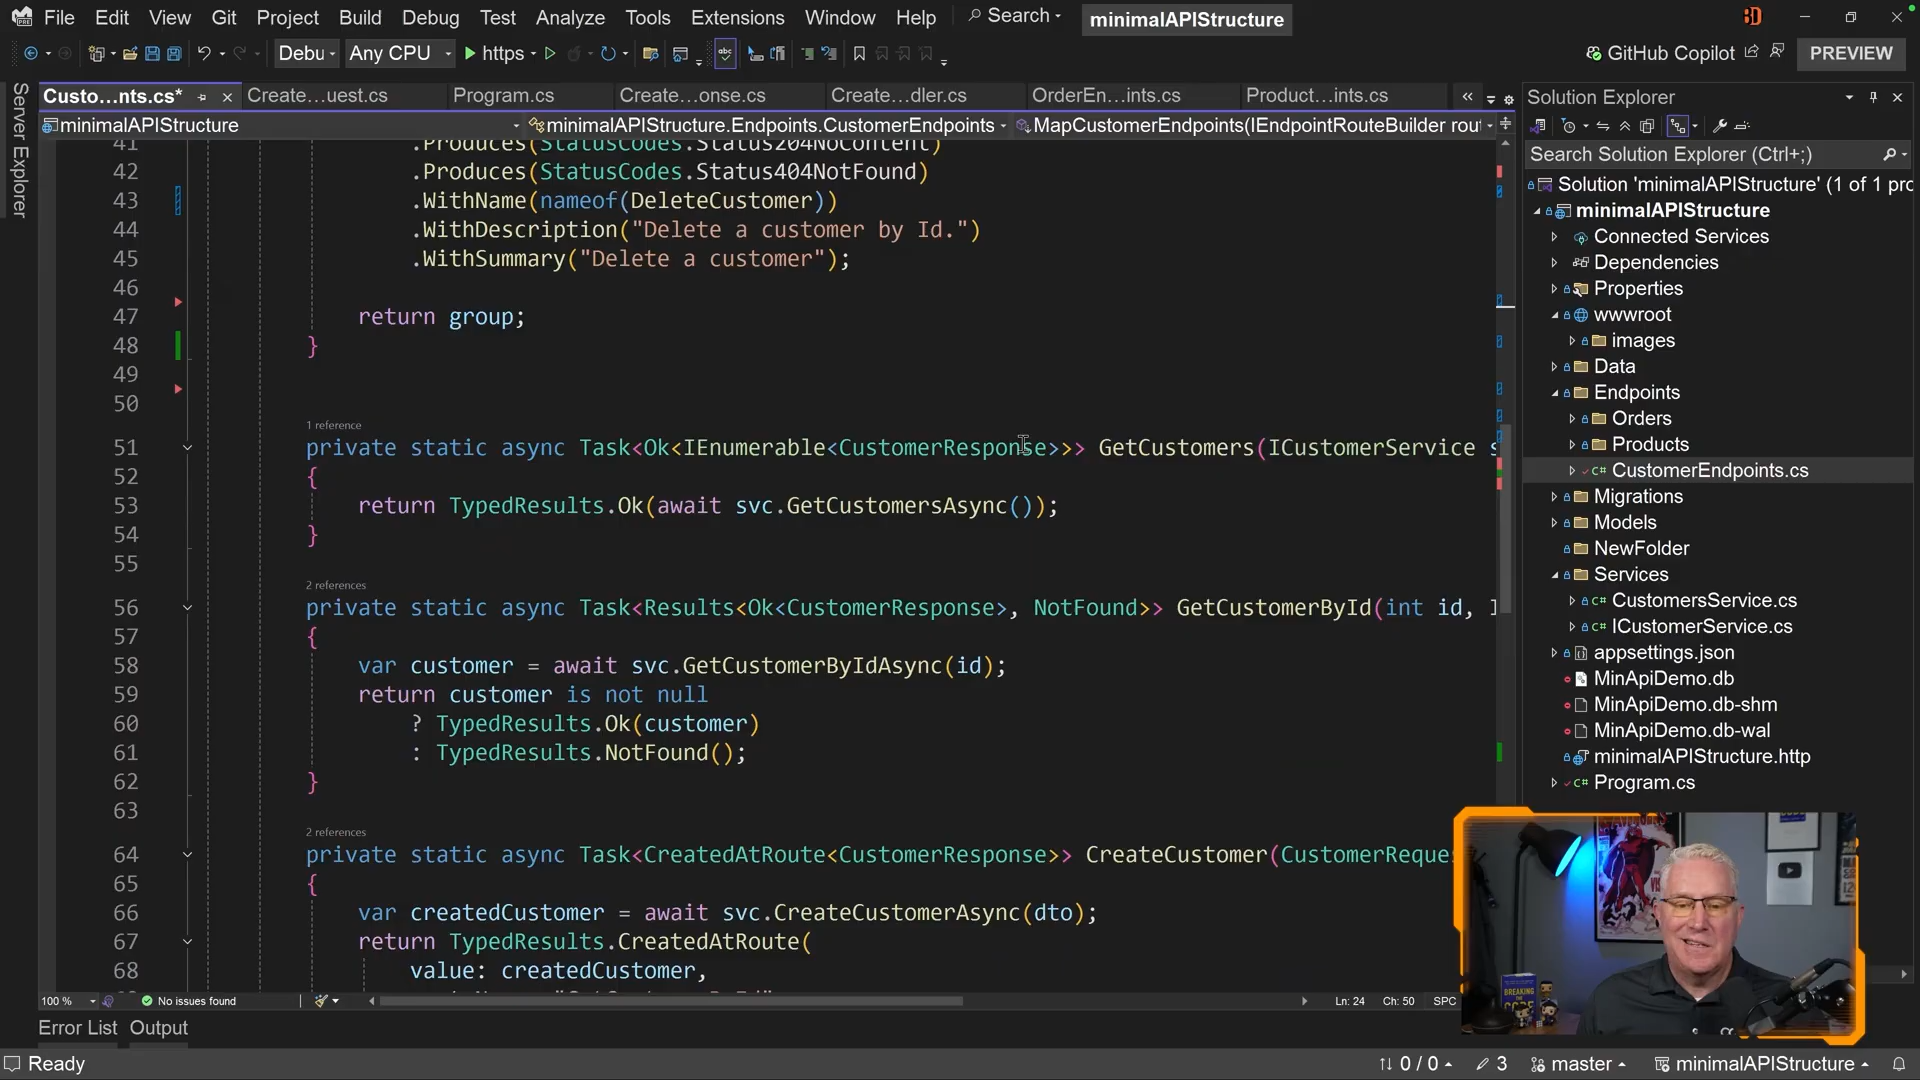 File Edit View Git Project Build Debug Test Analyze Tools Extensions Window Help Search minimalAPIStructure
Debu Any CPU https GitHub Copilot PREVIEW
Server Explorer
Custo...nts.cs* Create...uest.cs Program.cs Create...onse.cs Create...dler.cs OrderEn...ints.cs Product...ints.cs
minimalAPIStructure minimalAPIStructure.Endpoints.CustomerEndpoints MapCustomerEndpoints(IEndpointRouteBuilder rout
41 .Produces(StatusCodes.Status204NoContent)
42 .Produces(StatusCodes.Status404NotFound)
43 .WithName(nameof(DeleteCustomer))
44 .WithDescription("Delete a customer by Id.")
45 .WithSummary("Delete a customer");
46
47 return group;
48 }
49
50
1 reference
51 private static async Task<Ok<IEnumerable<CustomerResponse>>> GetCustomers(ICustomerService s
52 {
53 return TypedResults.Ok(await svc.GetCustomersAsync());
54 }
55
2 references
56 private static async Task<Results<Ok<CustomerResponse>, NotFound>> GetCustomerById(int id, I
57 {
58 var customer = await svc.GetCustomerByIdAsync(id);
59 return customer is not null
60 ? TypedResults.Ok(customer)
61 : TypedResults.NotFound();
62 }
63
2 references
64 private static async Task<CreatedAtRoute<CustomerResponse>> CreateCustomer(CustomerReque
65 {
66 var createdCustomer = await svc.CreateCustomerAsync(dto);
67 return TypedResults.CreatedAtRoute(
68 value: createdCustomer,
100 % No issues found Ln: 24 Ch: 50 SPC
Error List Output
Ready 0 / 0 3 master minimalAPIStructure
Solution Explorer
Search Solution Explorer (Ctrl+;)
Solution 'minimalAPIStructure' (1 of 1 pro
minimalAPIStructure
Connected Services
Dependencies
Properties
wwwroot
images
Data
Endpoints
Orders
Products
CustomerEndpoints.cs
Migrations
Models
NewFolder
Services
CustomersService.cs
ICustomerService.cs
appsettings.json
MinApiDemo.db
MinApiDemo.db-shm
MinApiDemo.db-wal
minimalAPIStructure.http
Program.cs
BREAKING
THE
CODE